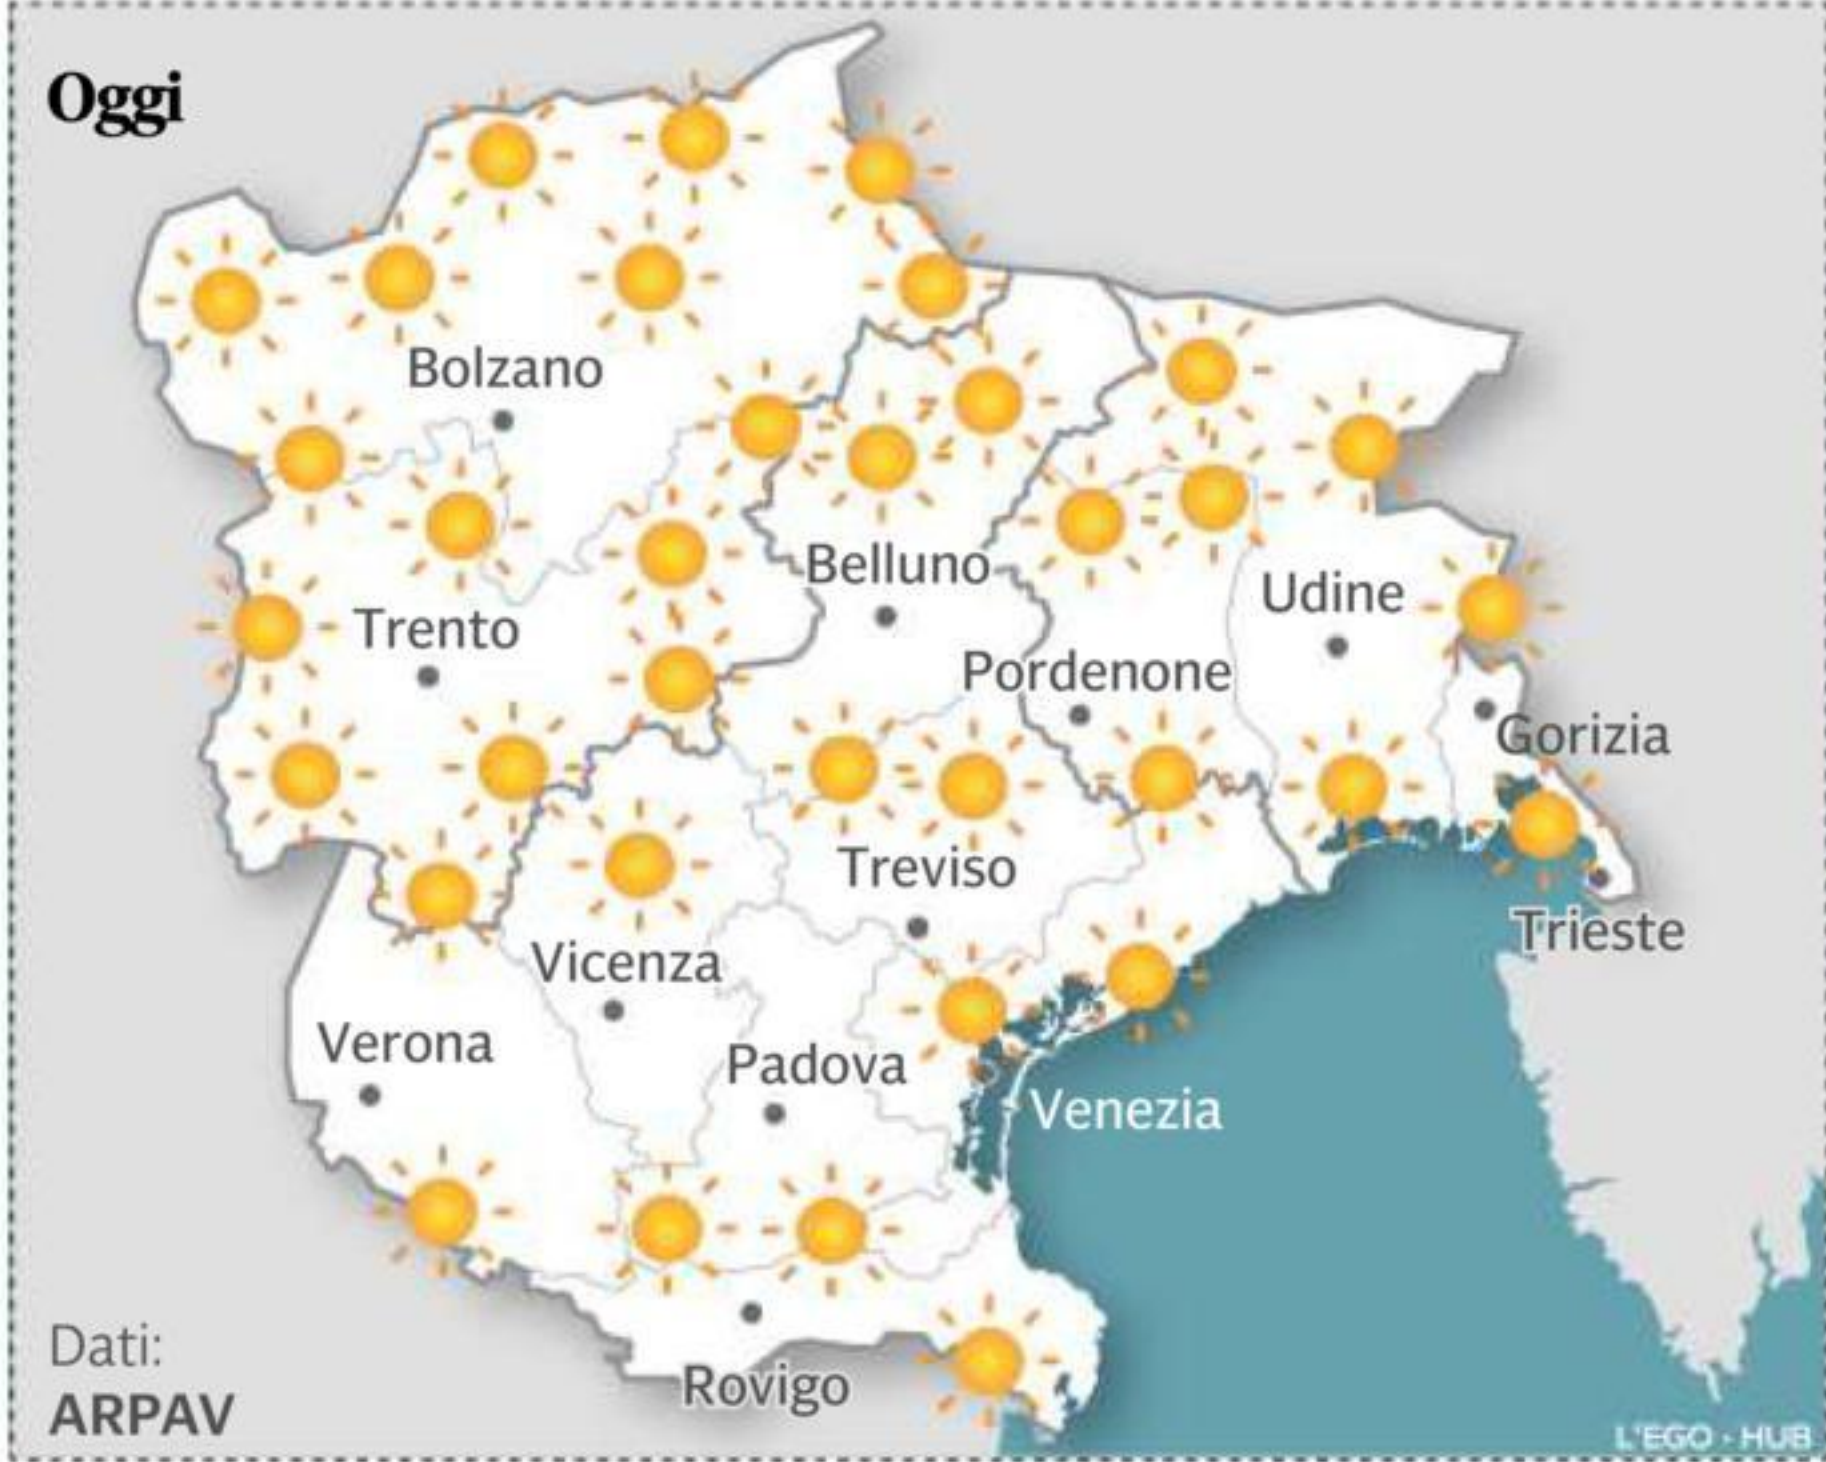 Oggi
Bolzano
Belluno
Udine
Trento
Pordenone
Gorizia
Treviso
Trieste
Vicenza
Verona
Padova
Venezia
Dati:
ARPAV
Rovigo
L'EGO - HUB